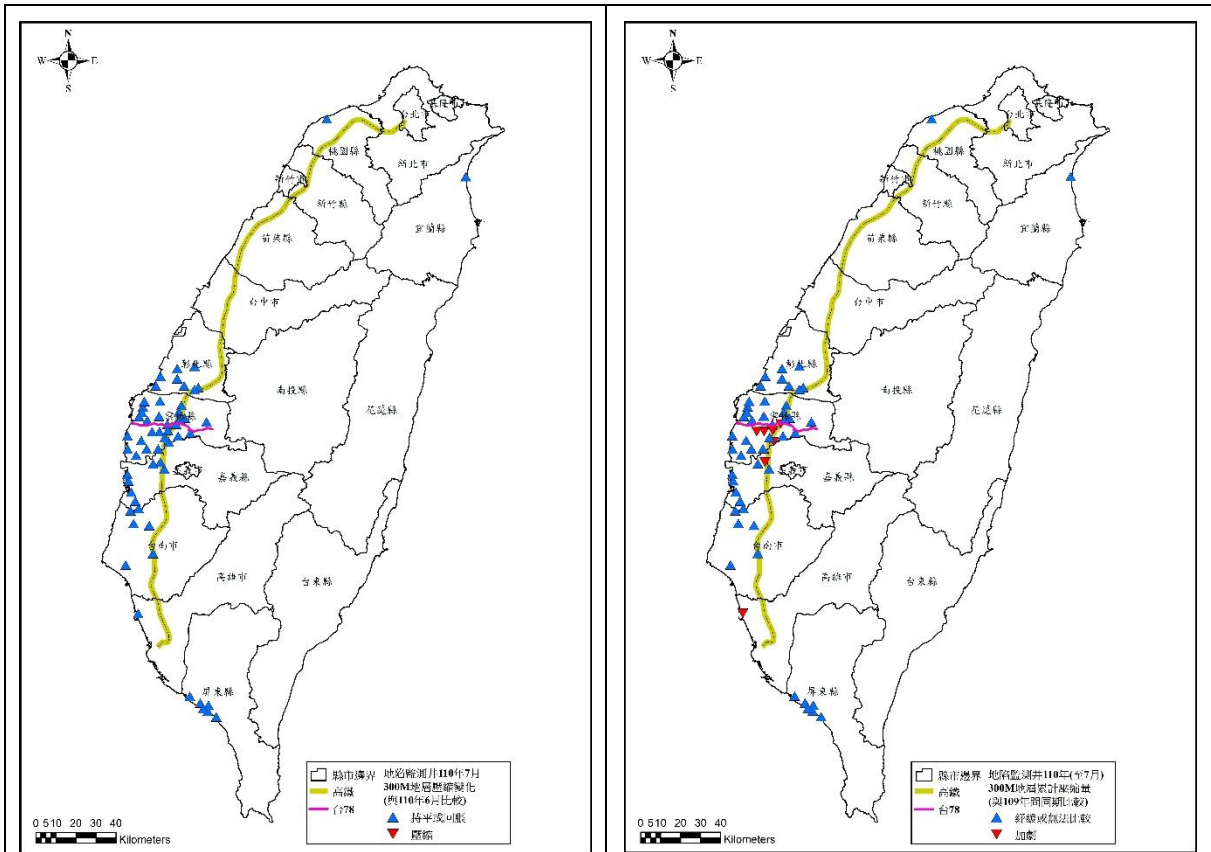 N
W E
S
基隆市
台北市
桃園縣
新北市
新竹市
新竹縣
宜蘭縣
苗栗縣
台中市
彰化縣
南投縣
花蓮縣
雲林縣
嘉義縣
台南市
高雄市
台東縣
屏東縣
縣市邊界
高鐵
台78
地陷監測井110年7月
300M地層壓縮變化
(與110年6月比較)
持平或回脹
壓縮
0 5 10 20 30 40
Kilometers
N
W E
S
基隆市
台北市
桃園縣
新北市
新竹市
新竹縣
宜蘭縣
苗栗縣
台中市
彰化縣
南投縣
花蓮縣
雲林縣
嘉義縣
台南市
高雄市
台東縣
屏東縣
縣市邊界
高鐵
台78
地陷監測井110年(至7月)
300M地層累計壓縮量
(與109年間同期比較)
紓緩或無法比較
加劇
0 5 10 20 30 40
Kilometers